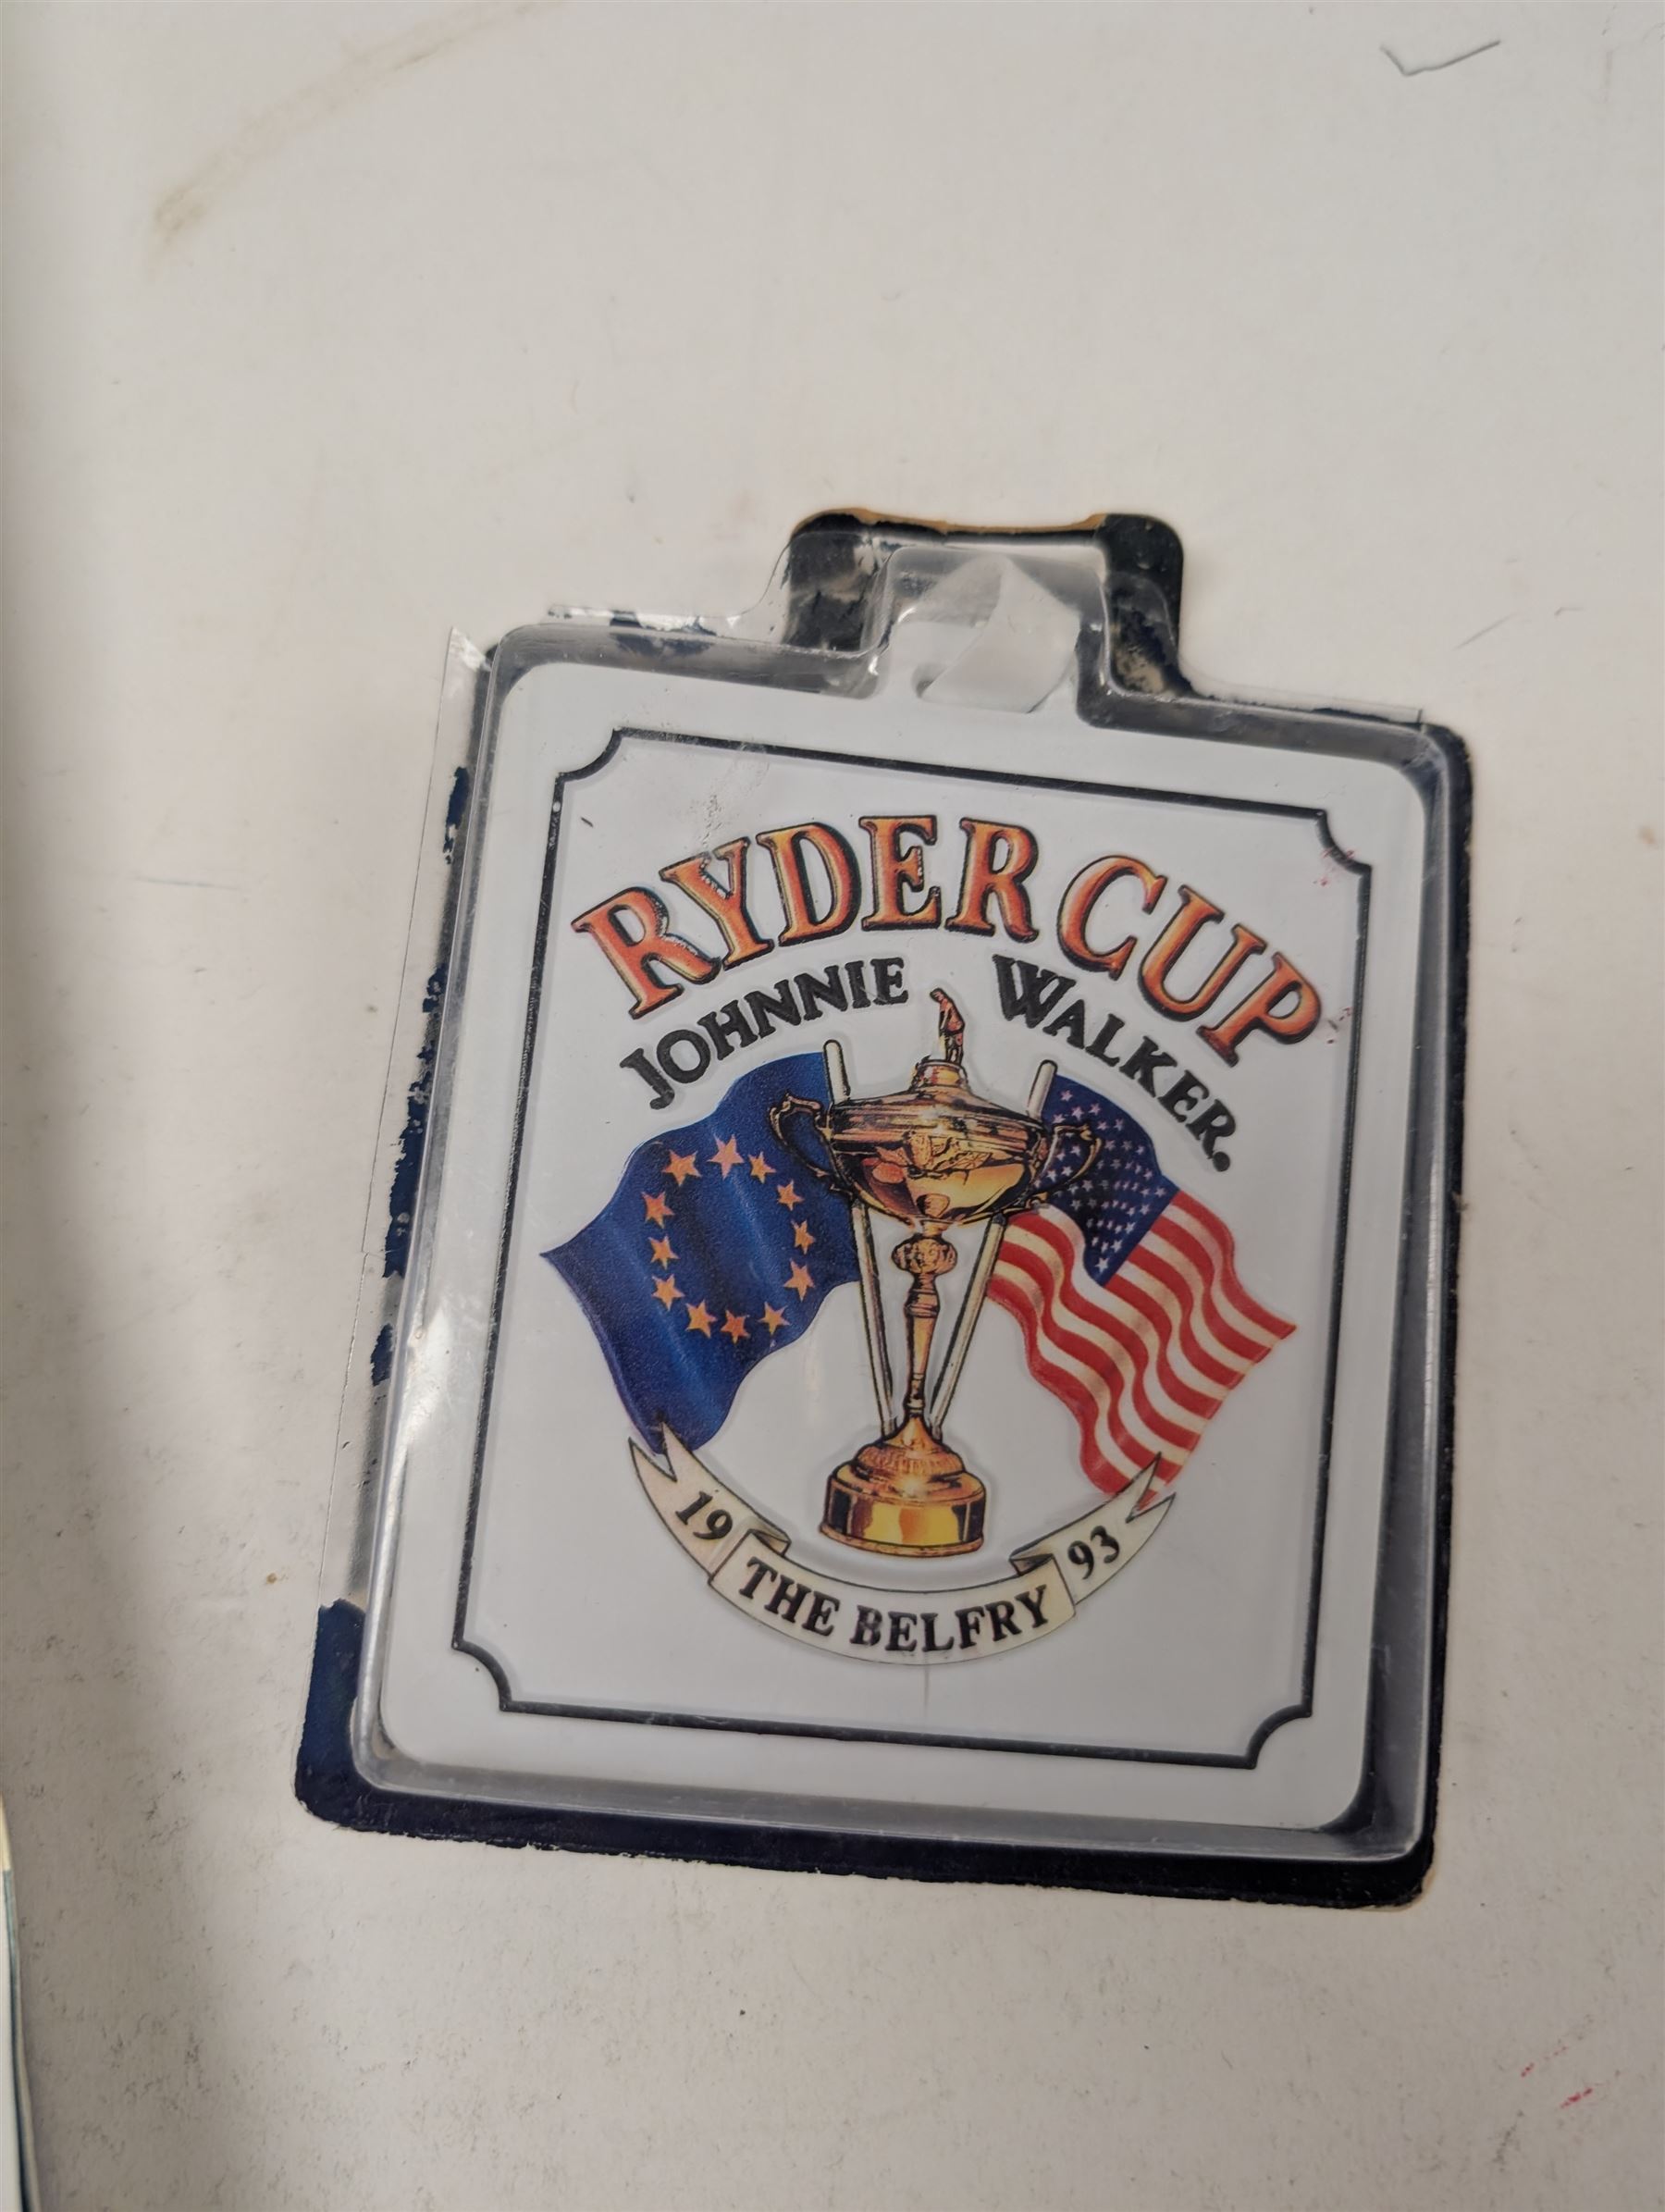 RYDER CUP
JOHNNIE WALKER.
19 THE BELFRY 93